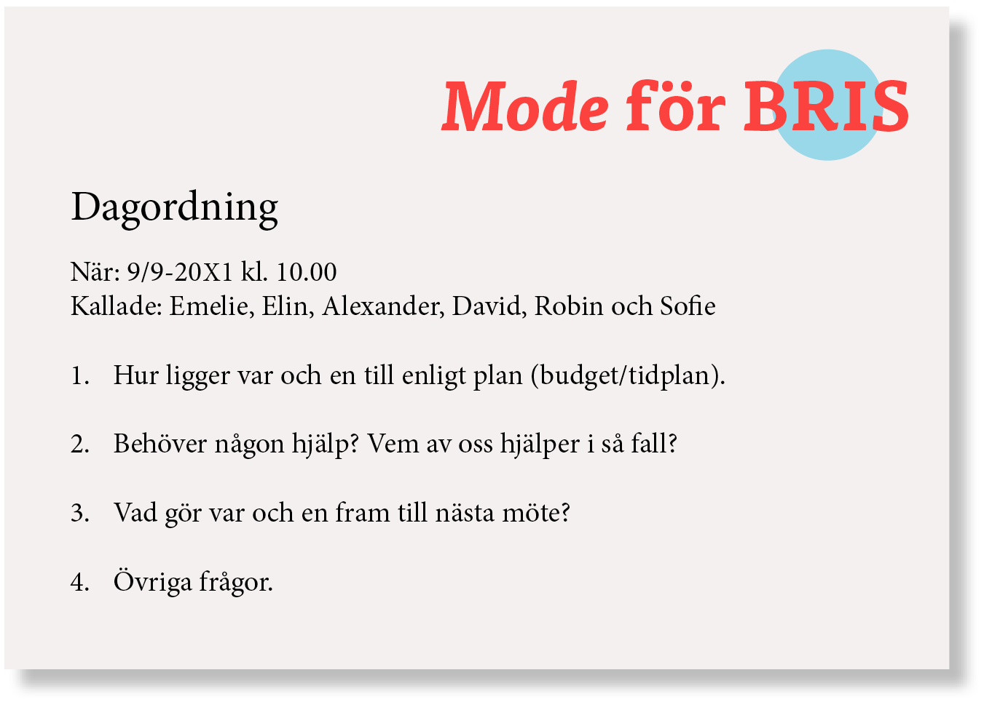 Mode för BRIS
Dagordning
När: 9/9-20X1 kl. 10.00
Kallade: Emelie, Elin, Alexander, David, Robin och Sofie
1. Hur ligger var och en till enligt plan (budget/tidplan).
2. Behöver någon hjälp? Vem av oss hjälper i så fall?
3. Vad gör var och en fram till nästa möte?
4. Övriga frågor.